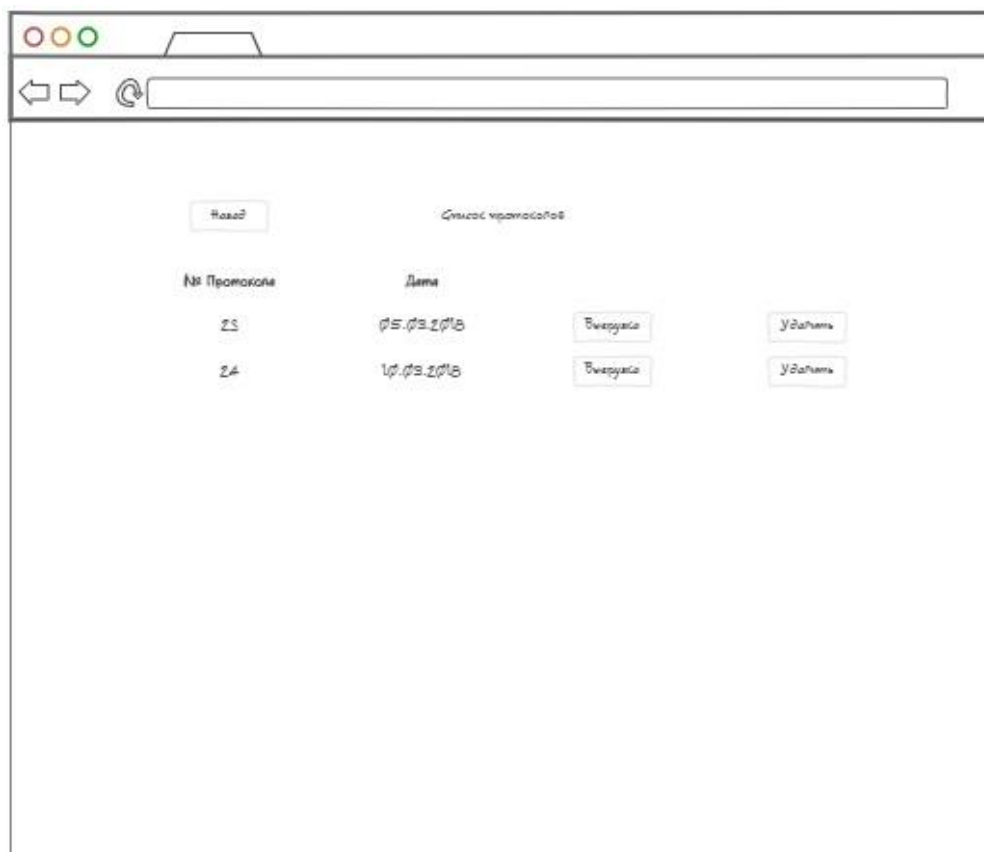 Назад Список протоколов
№ Протокола Дата
23 05.03.2018 Выгрузка Удалить
24 10.03.2018 Выгрузка Удалить